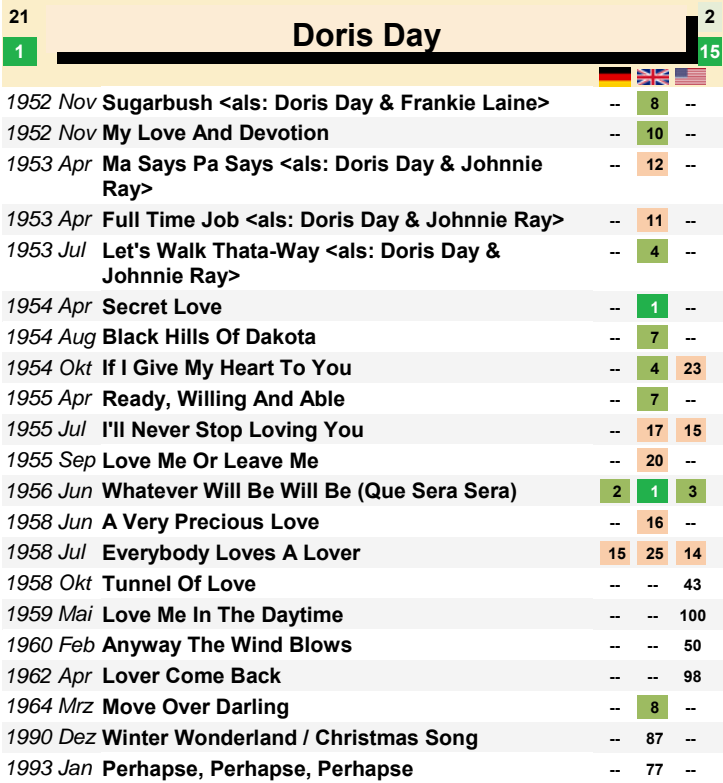 21 Doris Day 2
1 15
1952 Nov Sugarbush <als: Doris Day & Frankie Laine> -- 8 --
1952 Nov My Love And Devotion -- 10 --
1953 Apr Ma Says Pa Says <als: Doris Day & Johnnie -- 12 --
Ray>
1953 Apr Full Time Job <als: Doris Day & Johnnie Ray> -- 11 --
1953 Jul Let's Walk Thata-Way <als: Doris Day & -- 4 --
Johnnie Ray>
1954 Apr Secret Love -- 1 --
1954 Aug Black Hills Of Dakota -- 7 --
1954 Okt If I Give My Heart To You -- 4 23
1955 Apr Ready, Willing And Able -- 7 --
1955 Jul I'll Never Stop Loving You -- 17 15
1955 Sep Love Me Or Leave Me -- 20 --
1956 Jun Whatever Will Be Will Be (Que Sera Sera) 2 1 3
1958 Jun A Very Precious Love -- 16 --
1958 Jul Everybody Loves A Lover 15 25 14
1958 Okt Tunnel Of Love -- -- 43
1959 Mai Love Me In The Daytime -- -- 100
1960 Feb Anyway The Wind Blows -- -- 50
1962 Apr Lover Come Back -- -- 98
1964 Mrz Move Over Darling -- 8 --
1990 Dez Winter Wonderland / Christmas Song -- 87 --
1993 Jan Perhapse, Perhapse, Perhapse -- 77 --